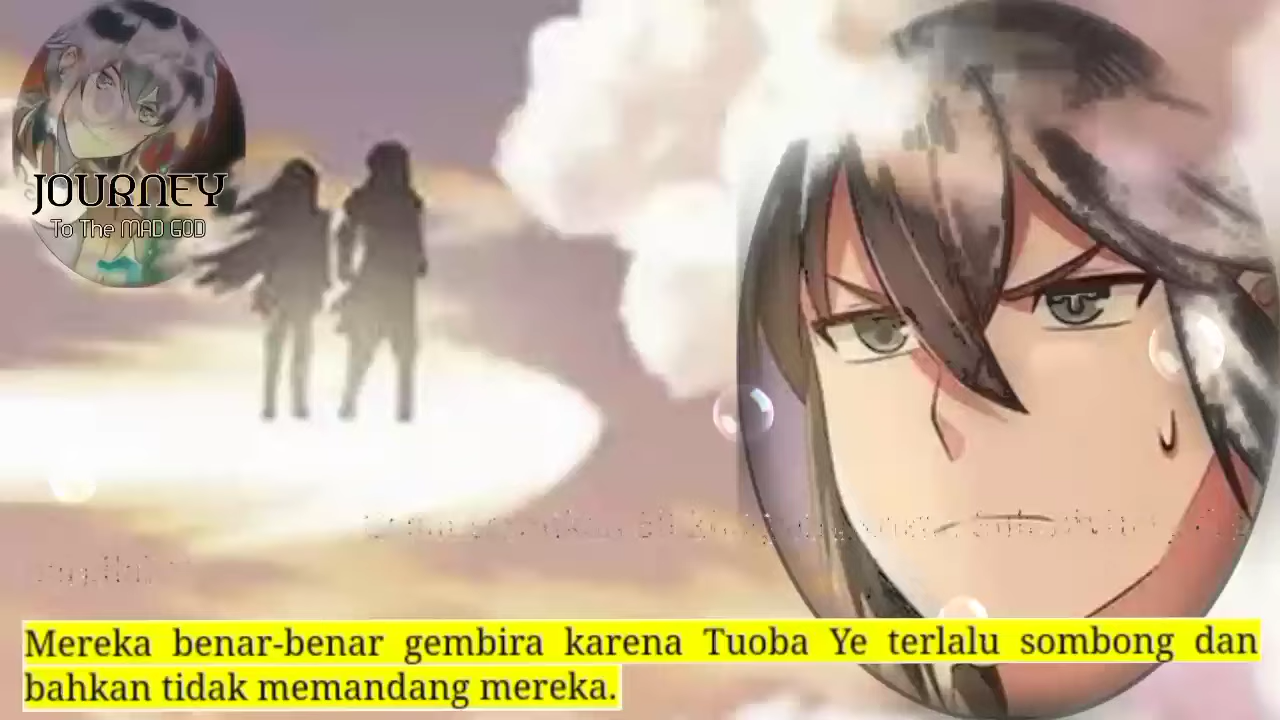 JOURNEY
To The MAD GOD
Mereka benar-benar gembira karena Tuoba Ye terlalu sombong dan
bahkan tidak memandang mereka.